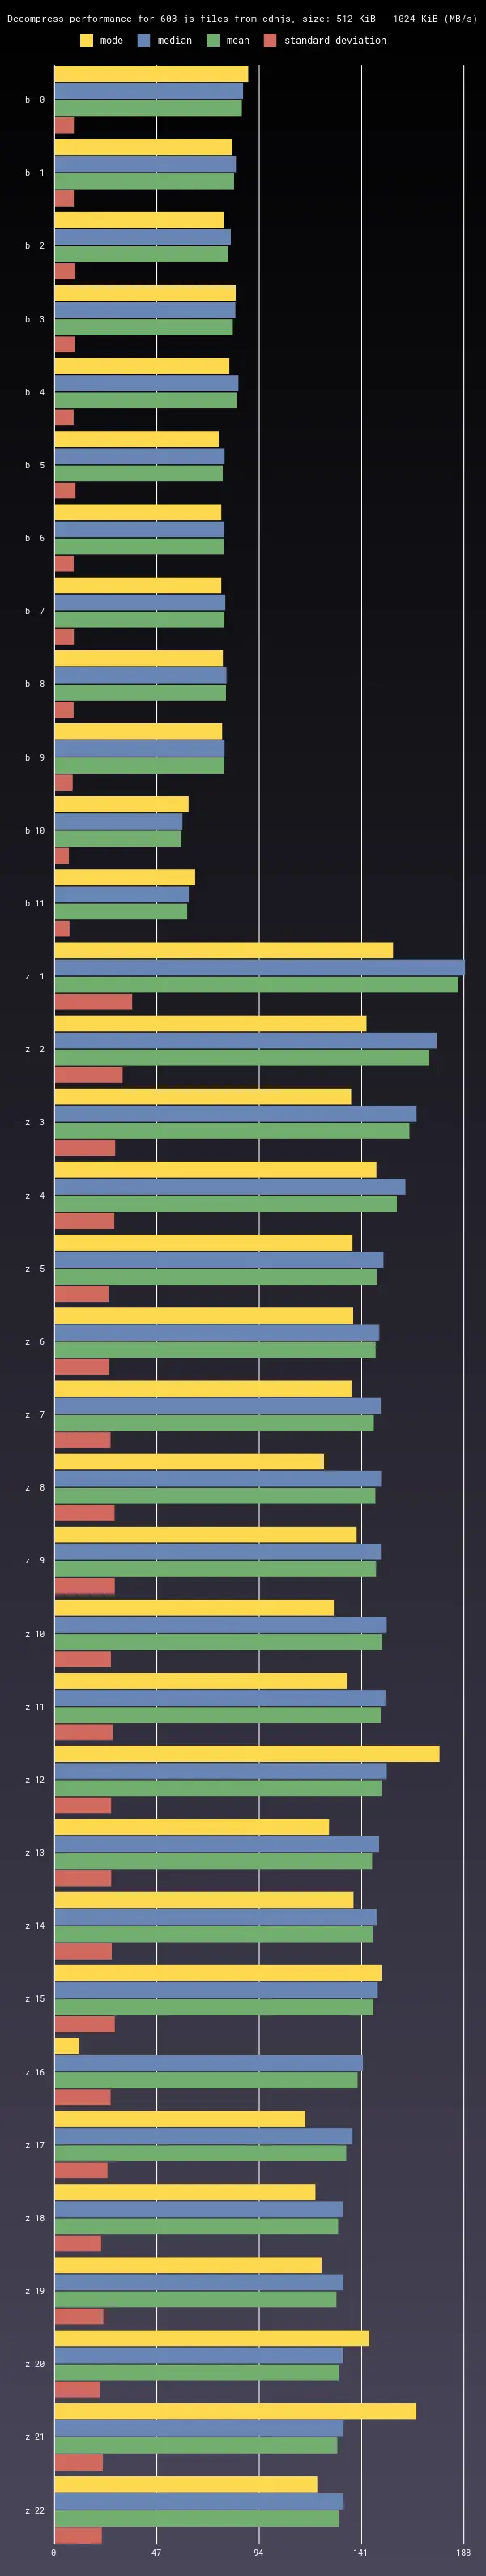 Decompress performance for 603 js files from cdnjs, size: 512 KiB - 1024 KiB (MB/s)
mode median mean standard deviation
b 0
b 1
b 2
b 3
b 4
b 5
b 6
b 7
b 8
b 9
b 10
b 11
z 1
z 2
z 3
z 4
z 5
z 6
z 7
z 8
z 9
z 10
z 11
z 12
z 13
z 14
z 15
z 16
z 17
z 18
z 19
z 20
z 21
z 22
0 47 94 141 188